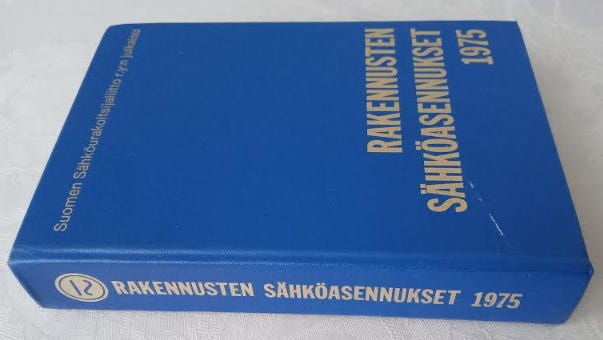 RAKENNUSTEN
SÄHKÖASENNUKSET
1975
Suomen Sähköurakoitsijaliitto r.y:n julkaisu
12 RAKENNUSTEN SÄHKÖASENNUKSET 1975